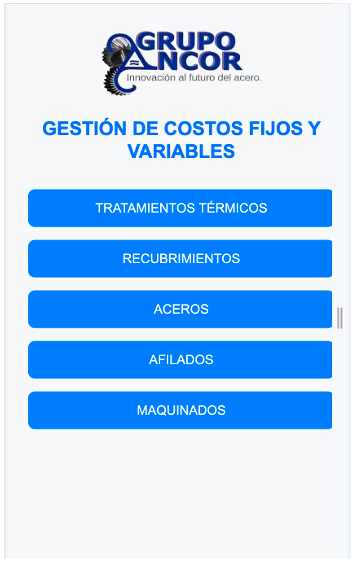 GRUPO
ANCOR
Innovación al futuro del acero.
GESTIÓN DE COSTOS FIJOS Y
VARIABLES
TRATAMIENTOS TÉRMICOS
RECUBRIMIENTOS
ACEROS
AFILADOS
MAQUINADOS